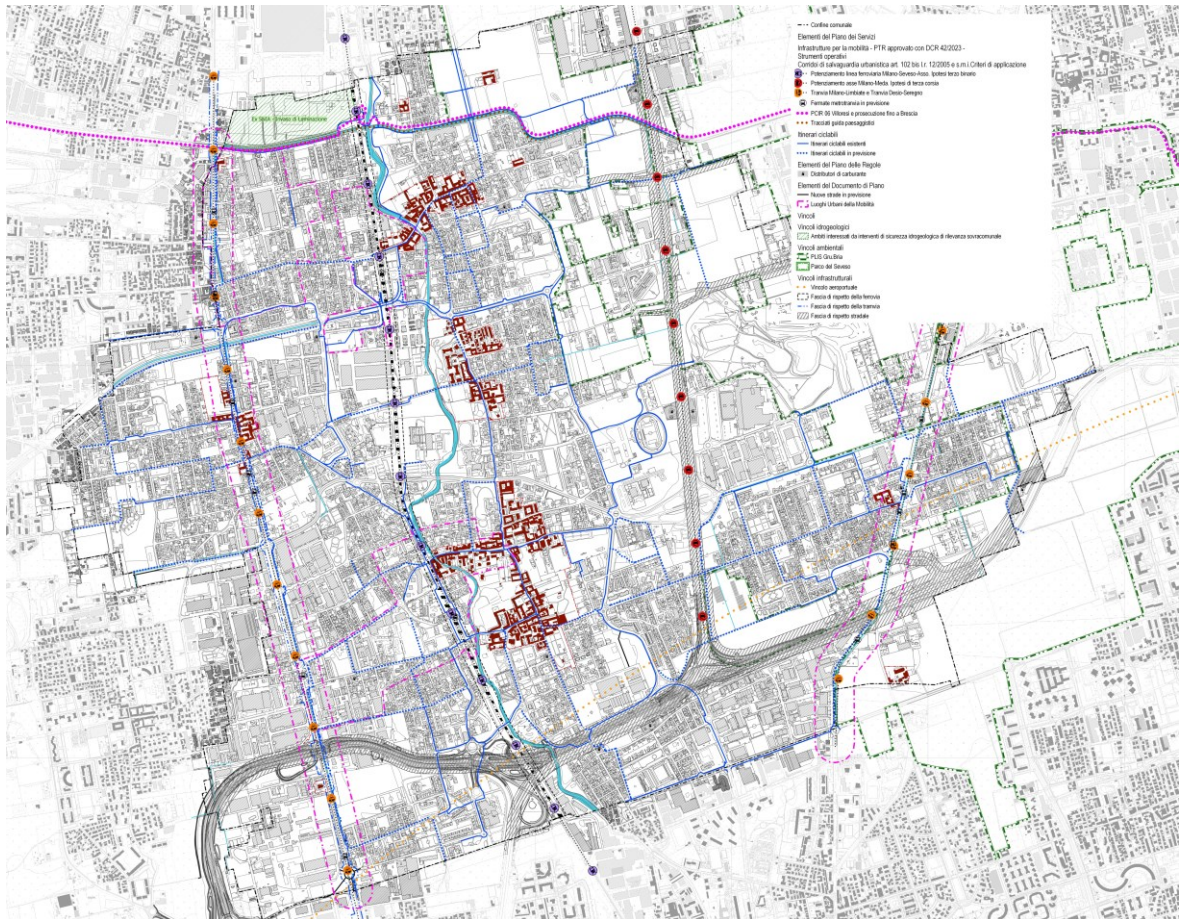 Confine comunale
Elementi del Piano dei Servizi
Infrastrutture per la mobilità - PTR approvato con DCR 42/2023 -
Strumenti operativi
Corridoi di salvaguardia urbanistica art. 102 bis l.r. 12/2005 e s.m.i.Criteri di applicazione
Potenziamento linea ferroviaria Milano-Seveso-Asso. Ipotesi terzo binario
Potenziamento asse Milano-Meda. Ipotesi di terza corsia
Tranvia Milano-Limbiate e Tranvia Desio-Seregno
Fermate metrotranvia in previsione
PCIR 06 Villoresi e prosecuzione fino a Brescia
Tracciati guida paesaggistici
Itinerari ciclabili
Itinerari ciclabili esistenti
Itinerari ciclabili in previsione
Elementi del Piano delle Regole
Distributori di carburante
Elementi del Documento di Piano
Nuove strade in previsione
Luoghi Urbani della Mobilità
Vincoli
Vincoli idrogeologici
Ambiti interessati da interventi di sicurezza idrogeologica di rilevanza sovracomunale
Vincoli ambientali
PLIS Gru.Bria
Parco del Seveso
Vincoli infrastrutturali
Vincolo aeroportuale
Fascia di rispetto della ferrovia
Fascia di rispetto della tranvia
Fascia di rispetto stradale